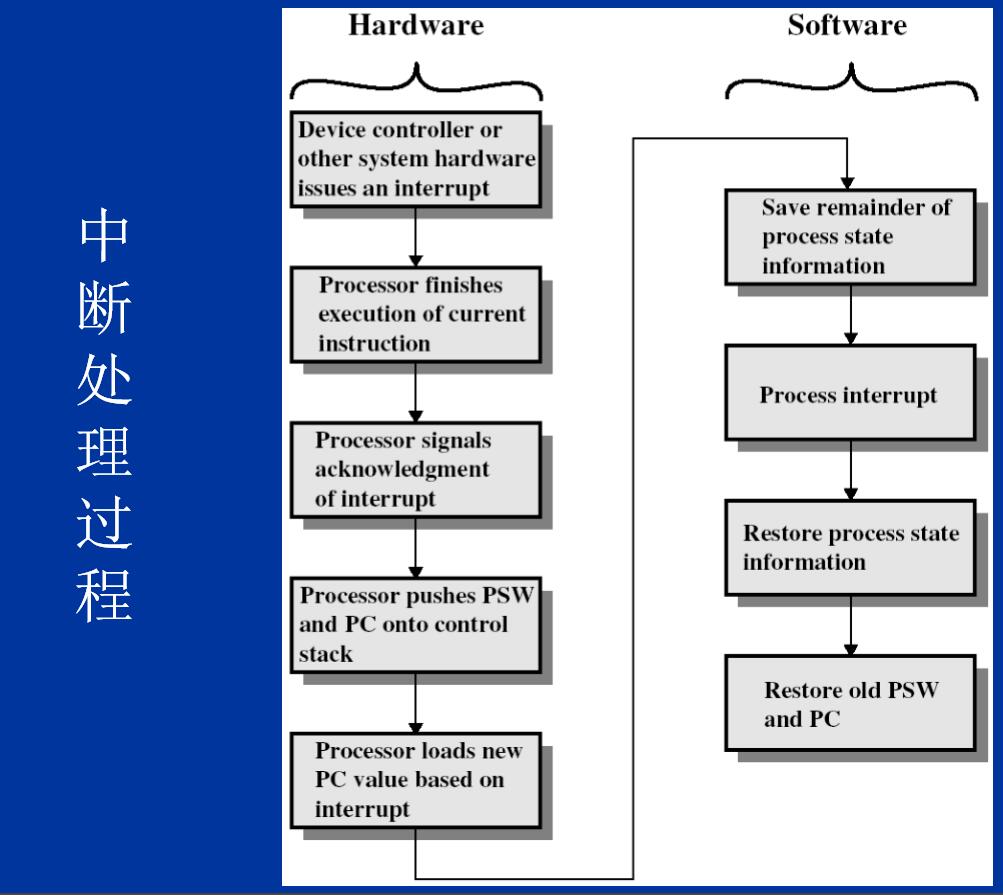 中
断
处
理
过
程
Hardware
Device controller or
other system hardware
issues an interrupt
Processor finishes
execution of current
instruction
Processor signals
acknowledgment
of interrupt
Processor pushes PSW
and PC onto control
stack
Processor loads new
PC value based on
interrupt
Software
Save remainder of
process state
information
Process interrupt
Restore process state
information
Restore old PSW
and PC